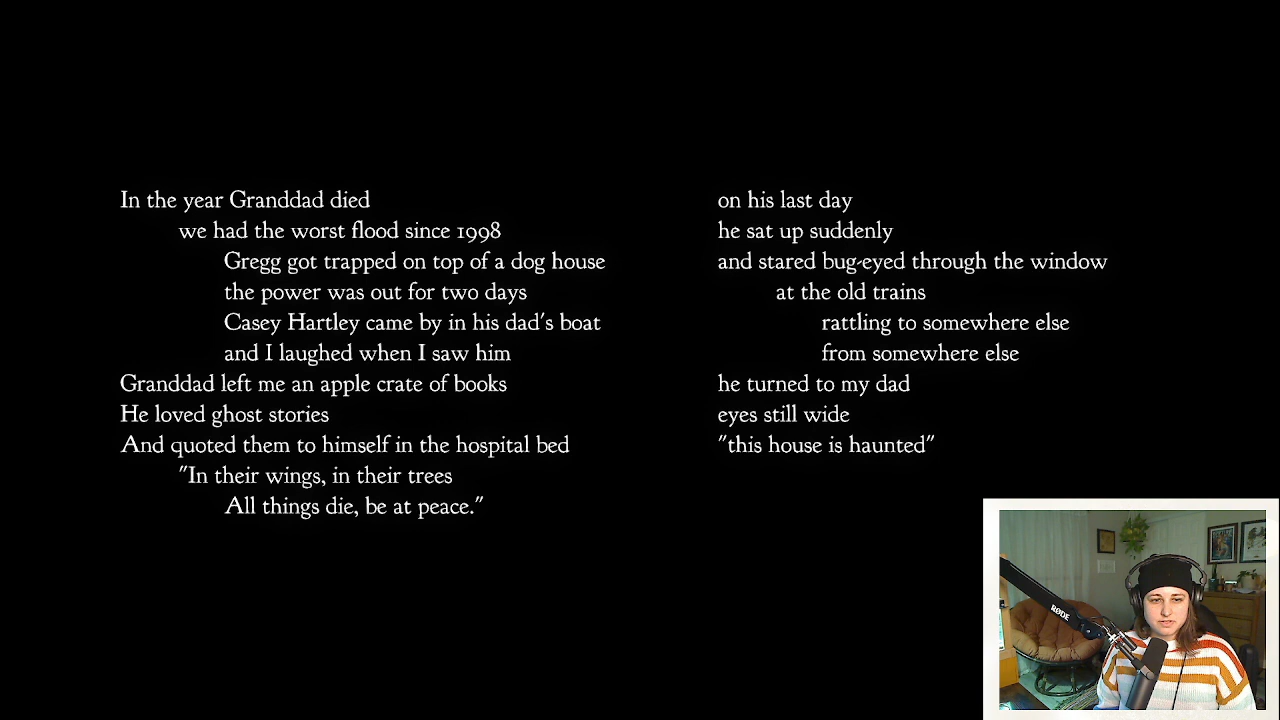 In the year Granddad died
we had the worst flood since 1998
Gregg got trapped on top of a dog house
the power was out for two days
Casey Hartley came by in his dad's boat
and I laughed when I saw him
Granddad left me an apple crate of books
He loved ghost stories
And quoted them to himself in the hospital bed
"In their wings, in their trees
All things die, be at peace."
on his last day
he sat up suddenly
and stared bug-eyed through the window
at the old trains
rattling to somewhere else
from somewhere else
he turned to my dad
eyes still wide
"this house is haunted"
RØDE